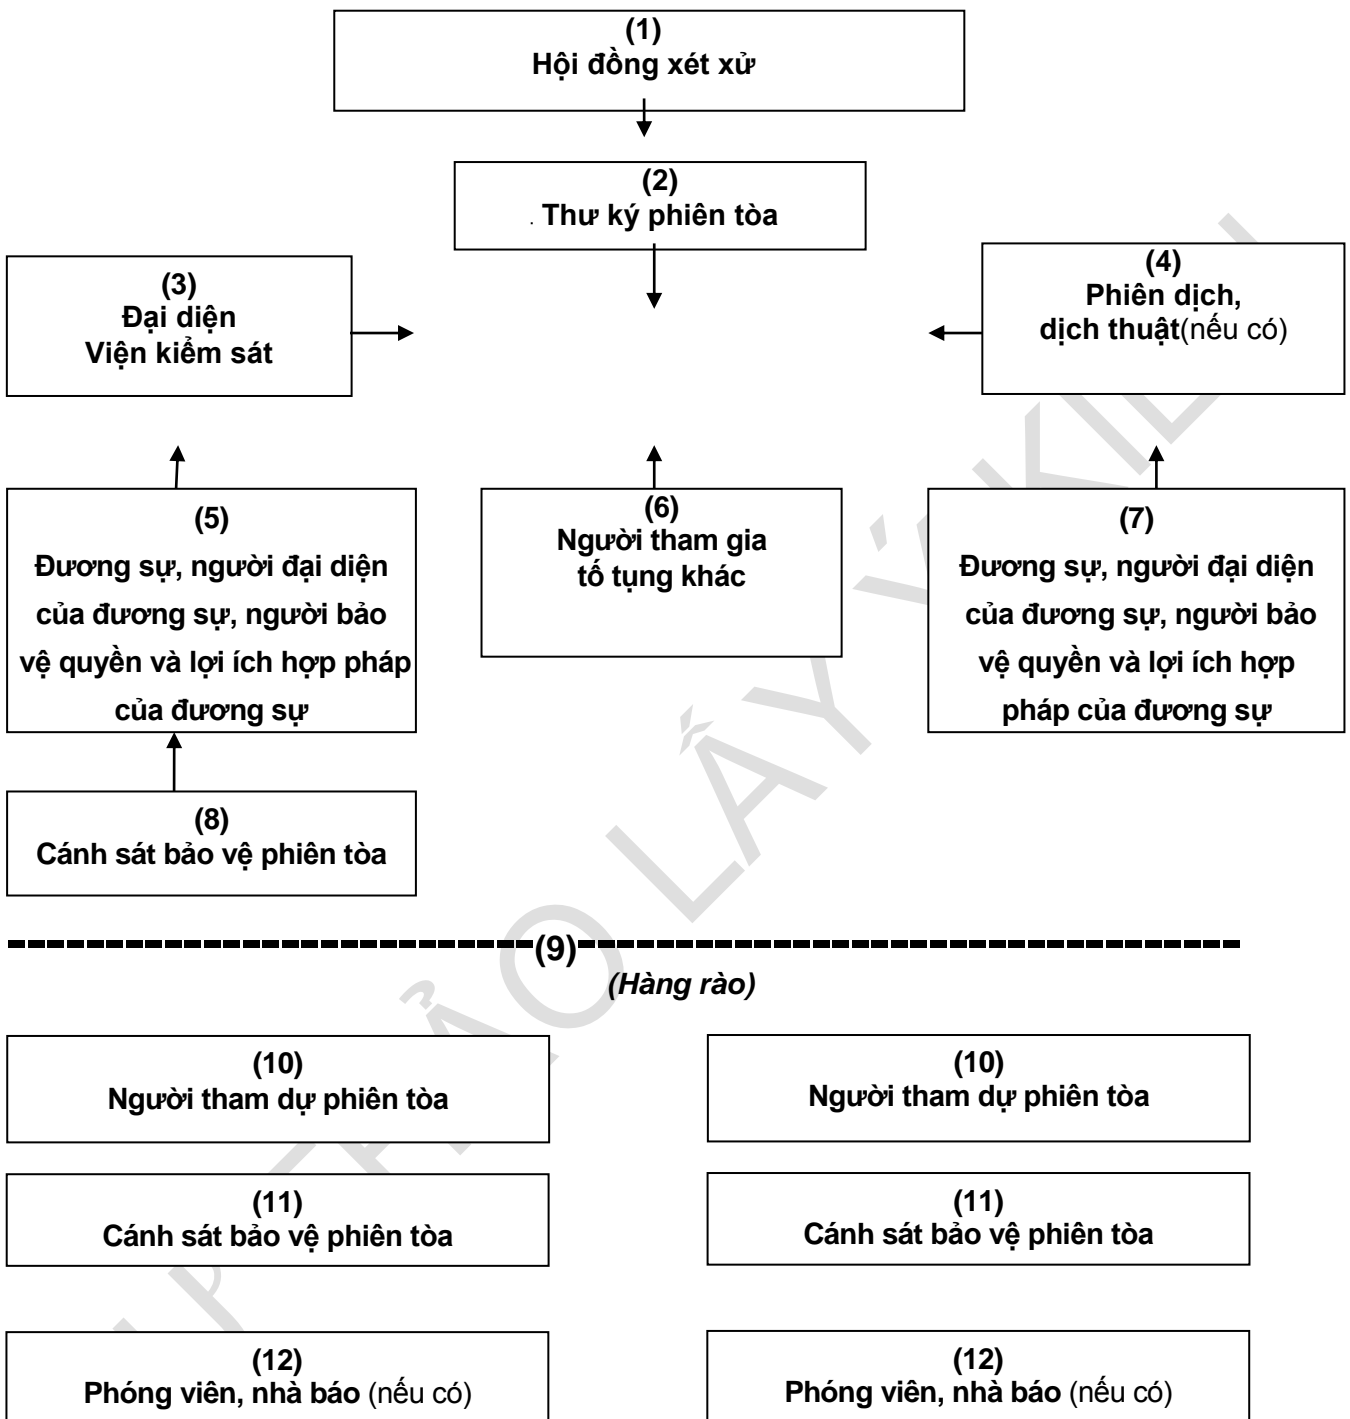 (1)
Hội đồng xét xử
(2)
. Thư ký phiên tòa
(3)
Đại diện
Viện kiểm sát
(4)
Phiên dịch,
dịch thuật(nếu có)
(5)
Đương sự, người đại diện
của đương sự, người bảo
vệ quyền và lợi ích hợp pháp
của đương sự
(6)
Người tham gia
tố tụng khác
(7)
Đương sự, người đại diện
của đương sự, người bảo
vệ quyền và lợi ích hợp
pháp của đương sự
(8)
Cánh sát bảo vệ phiên tòa
(9)
(Hàng rào)
(10)
Người tham dự phiên tòa
(10)
Người tham dự phiên tòa
(11)
Cánh sát bảo vệ phiên tòa
(11)
Cánh sát bảo vệ phiên tòa
(12)
Phóng viên, nhà báo (nếu có)
(12)
Phóng viên, nhà báo (nếu có)
THẢO LẤY Ý KI